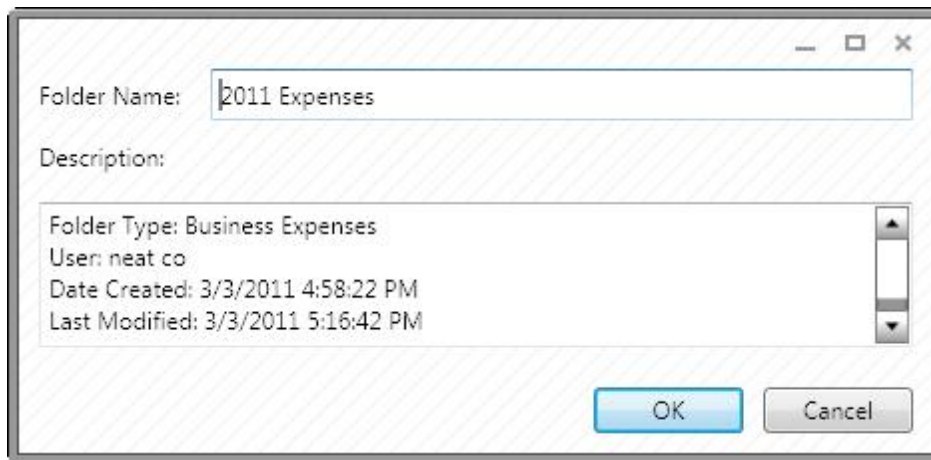 Folder Name: 2011 Expenses
Description:
Folder Type: Business Expenses
User: neat co
Date Created: 3/3/2011 4:58:22 PM
Last Modified: 3/3/2011 5:16:42 PM
OK Cancel